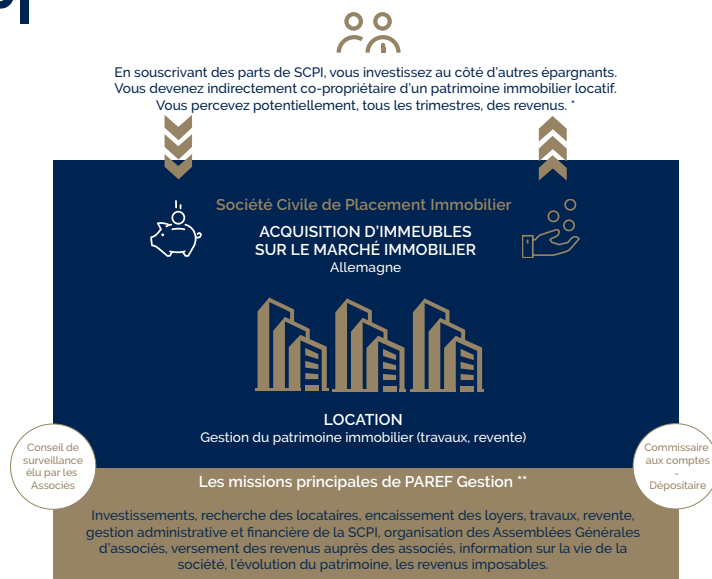 En souscrivant des parts de SCPI, vous investissez au côté d'autres épargnants.
Vous devenez indirectement co-propriétaire d'un patrimoine immobilier locatif.
Vous percevez potentiellement, tous les trimestres, des revenus. *
Société Civile de Placement Immobilier
ACQUISITION D'IMMEUBLES
SUR LE MARCHÉ IMMOBILIER
Allemagne
LOCATION
Gestion du patrimoine immobilier (travaux, revente)
Conseil de
surveillance
élu par les
Associés
Commissaire
aux comptes
-
Dépositaire
Les missions principales de PAREF Gestion **
Investissements, recherche des locataires, encaissement des loyers, travaux, revente,
gestion administrative et financière de la SCPI, organisation des Assemblées Générales
d'associés, versement des revenus auprès des associés, information sur la vie de la
société, l'évolution du patrimoine, les revenus imposables.